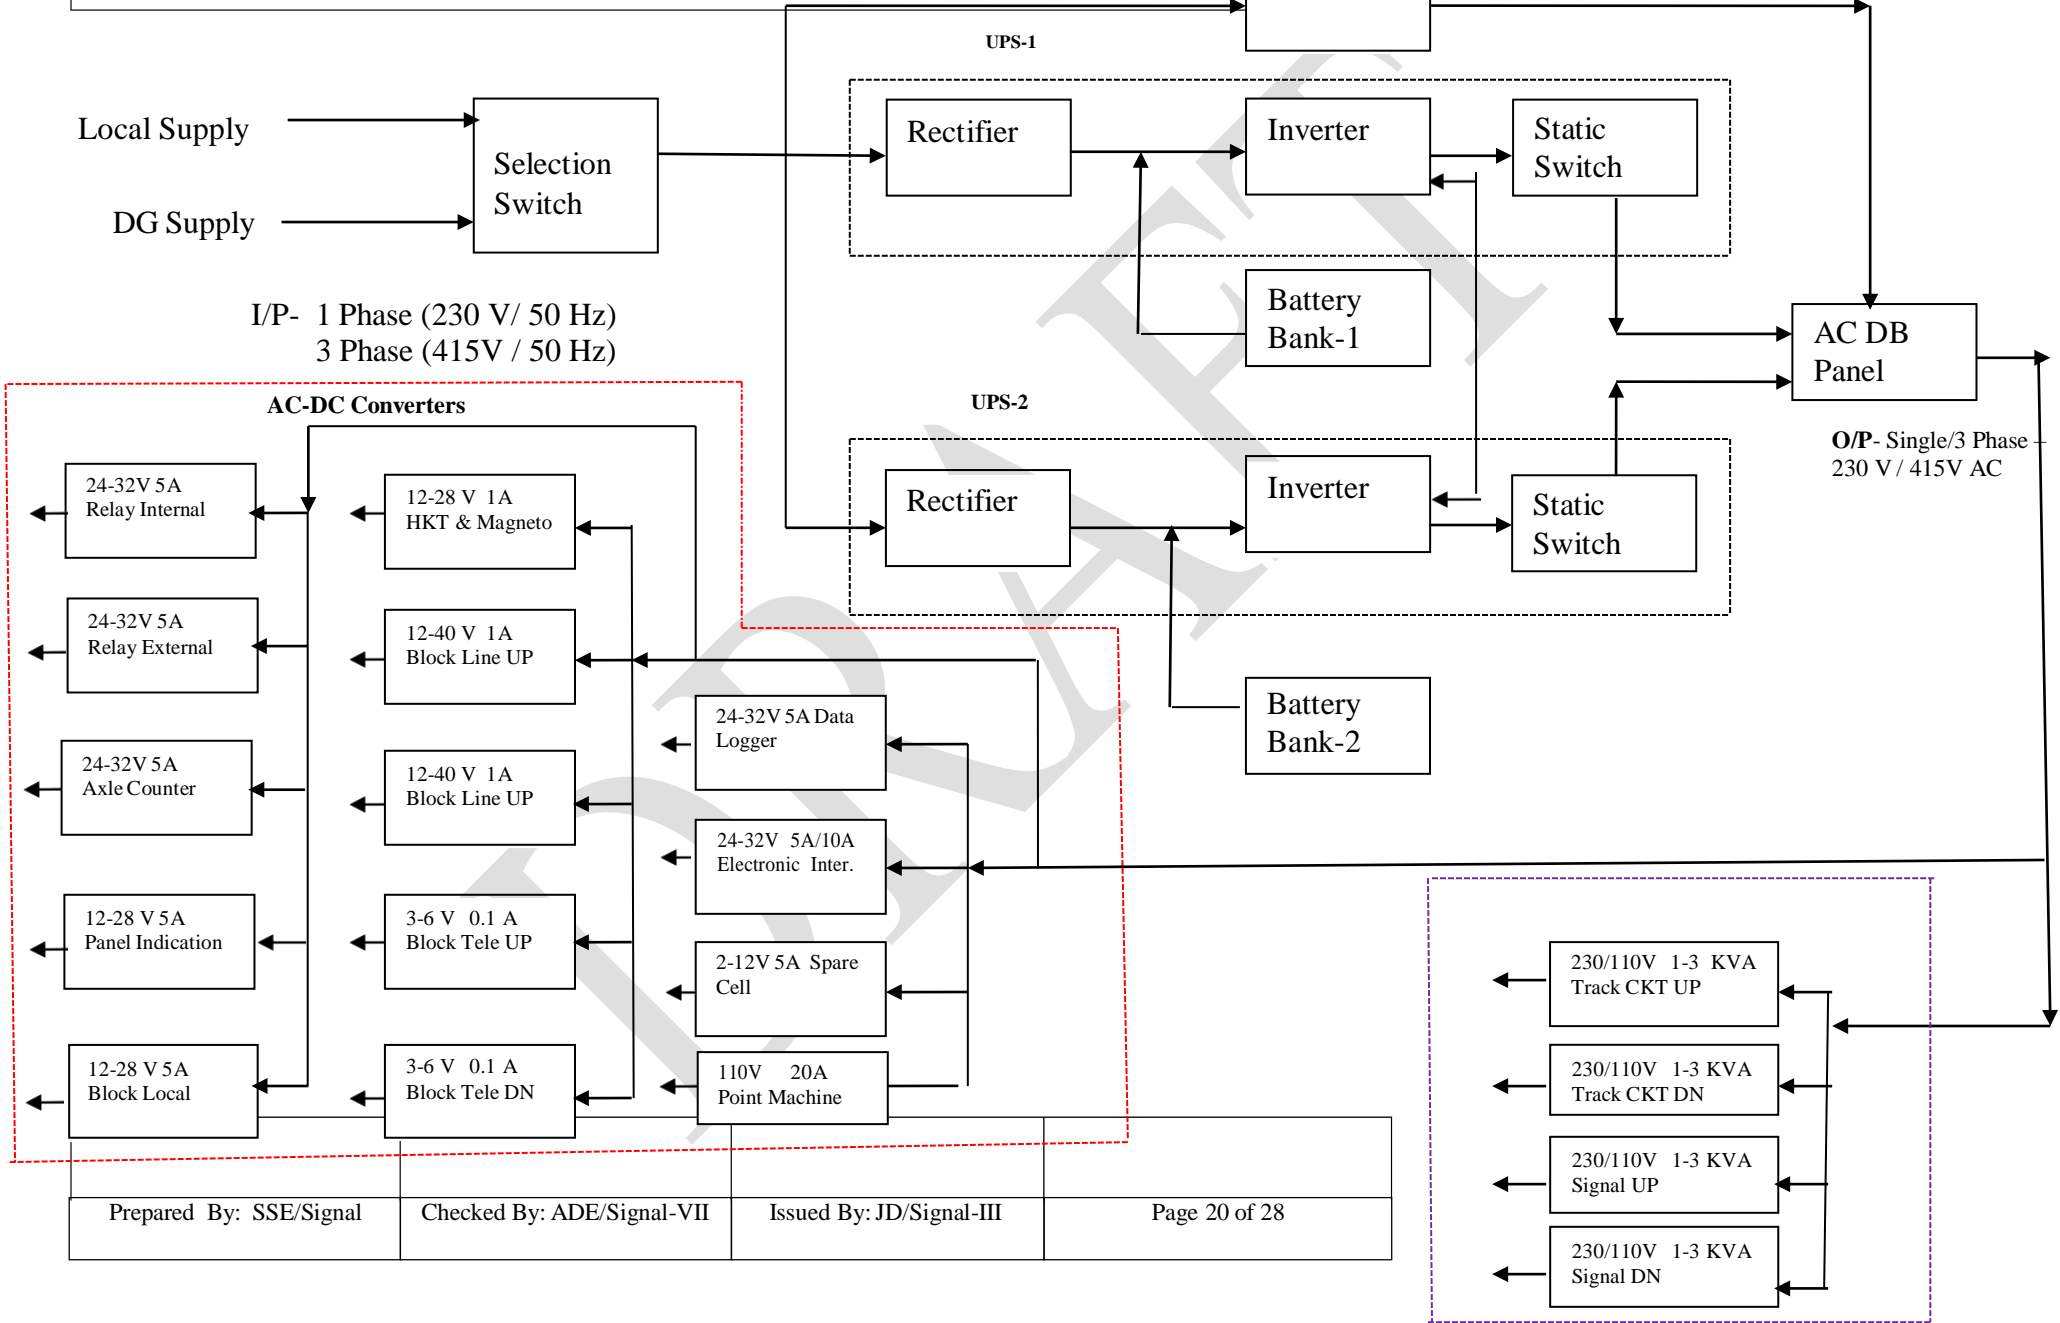 UPS-1
Local Supply
DG Supply
Selection
Switch
Rectifier
Inverter
Static
Switch
Battery
Bank-1
I/P- 1 Phase (230 V/ 50 Hz)
3 Phase (415V / 50 Hz)
AC DB
Panel
O/P- Single/3 Phase –
230 V / 415V AC
UPS-2
Rectifier
Inverter
Static
Switch
Battery
Bank-2
AC-DC Converters
24-32V 5A
Relay Internal
24-32V 5A
Relay External
24-32V 5A
Axle Counter
12-28 V 5A
Panel Indication
12-28 V 5A
Block Local
12-28 V 1A
HKT & Magneto
12-40 V 1A
Block Line UP
12-40 V 1A
Block Line UP
3-6 V 0.1 A
Block Tele UP
3-6 V 0.1 A
Block Tele DN
24-32V 5A Data
Logger
24-32V 5A/10A
Electronic Inter.
2-12V 5A Spare
Cell
110V 20A
Point Machine
230/110V 1-3 KVA
Track CKT UP
230/110V 1-3 KVA
Track CKT DN
230/110V 1-3 KVA
Signal UP
230/110V 1-3 KVA
Signal DN
DRAFT
Prepared By: SSE/Signal
Checked By: ADE/Signal-VII
Issued By: JD/Signal-III
Page 20 of 28